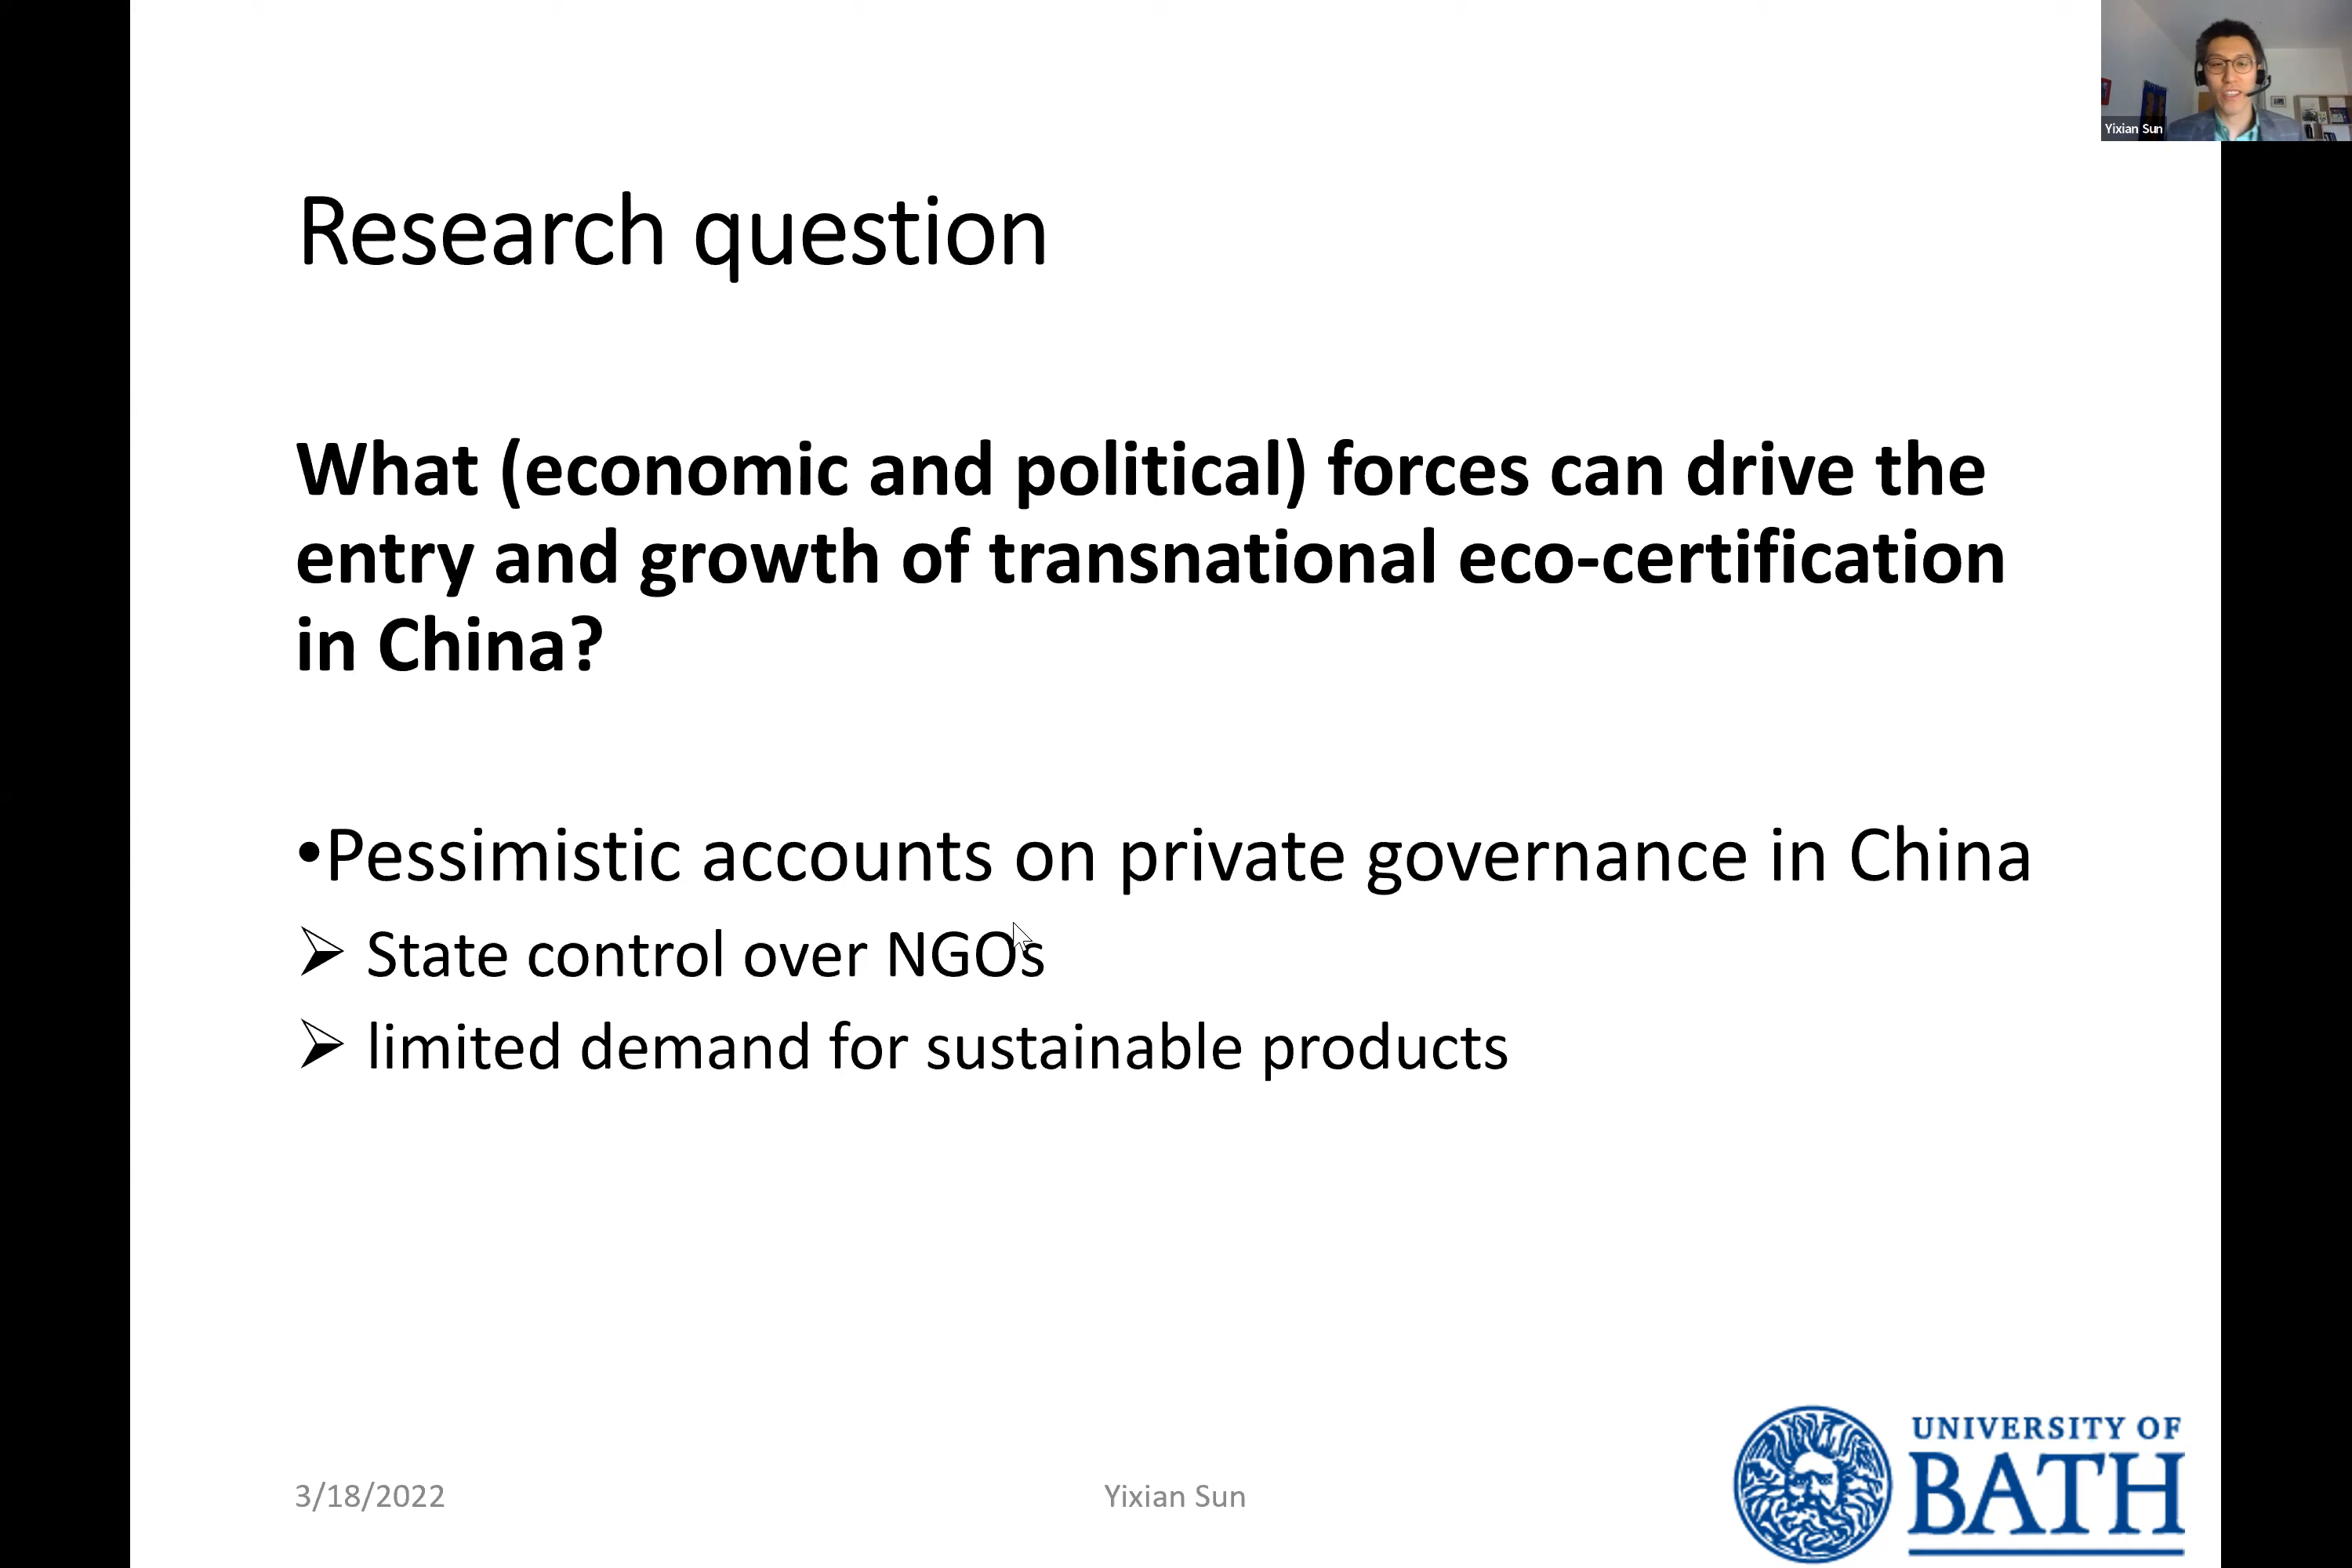 Yixian Sun
Research question
What (economic and political) forces can drive the
entry and growth of transnational eco-certification
in China?
•Pessimistic accounts on private governance in China
➢ State control over NGOs
➢ limited demand for sustainable products
3/18/2022
Yixian Sun
UNIVERSITY OF
BATH